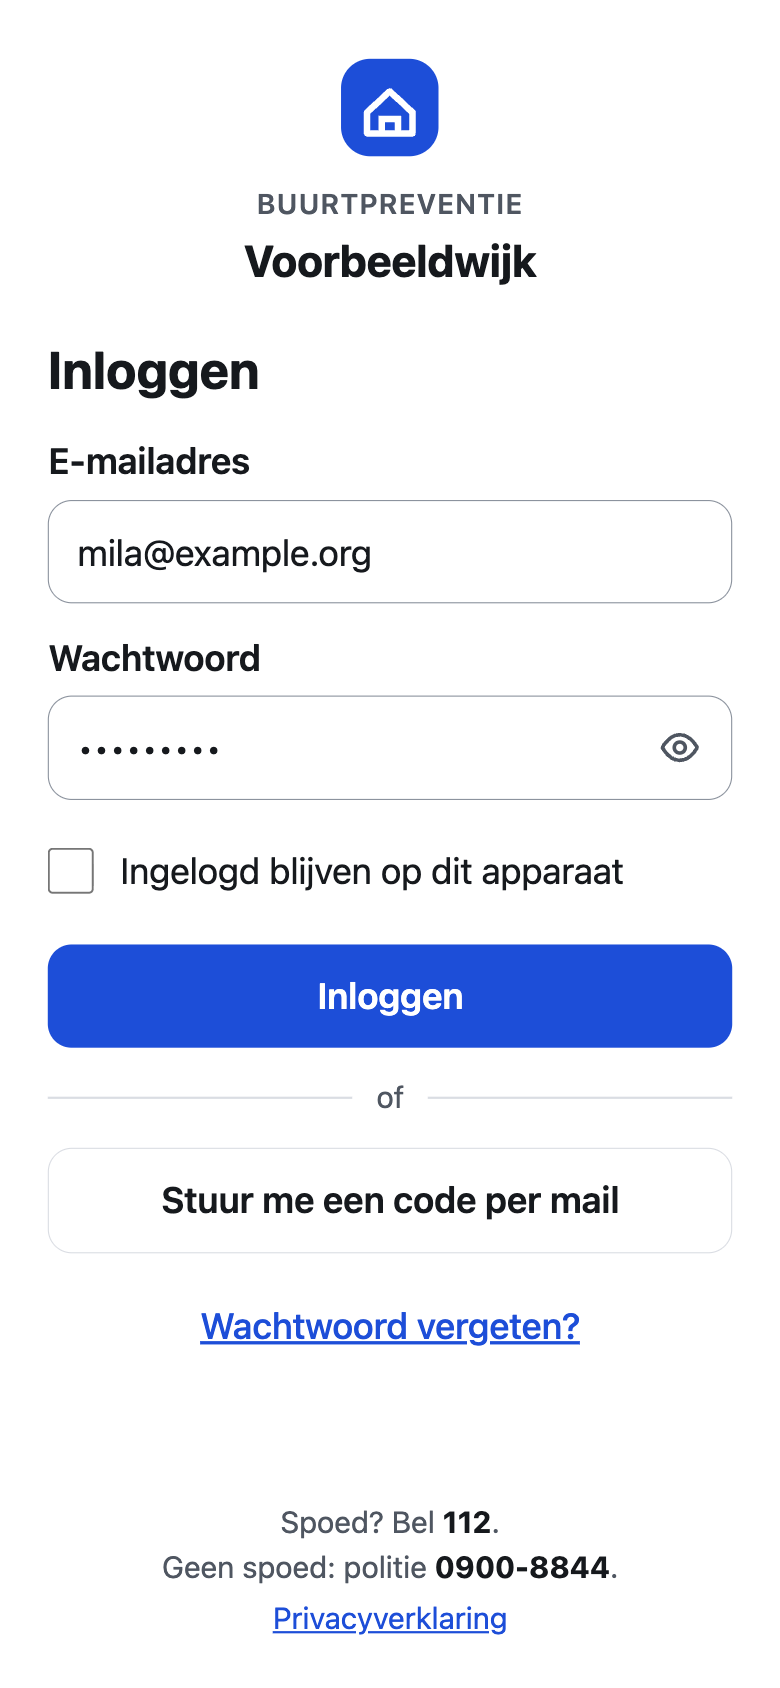 BUURTPREVENTIE
Voorbeeldwijk
Inloggen
E-mailadres
mila@example.org
Wachtwoord
•••••••••
Ingelogd blijven op dit apparaat
Inloggen
of
Stuur me een code per mail
Wachtwoord vergeten?
Spoed? Bel 112.
Geen spoed: politie 0900-8844.
Privacyverklaring